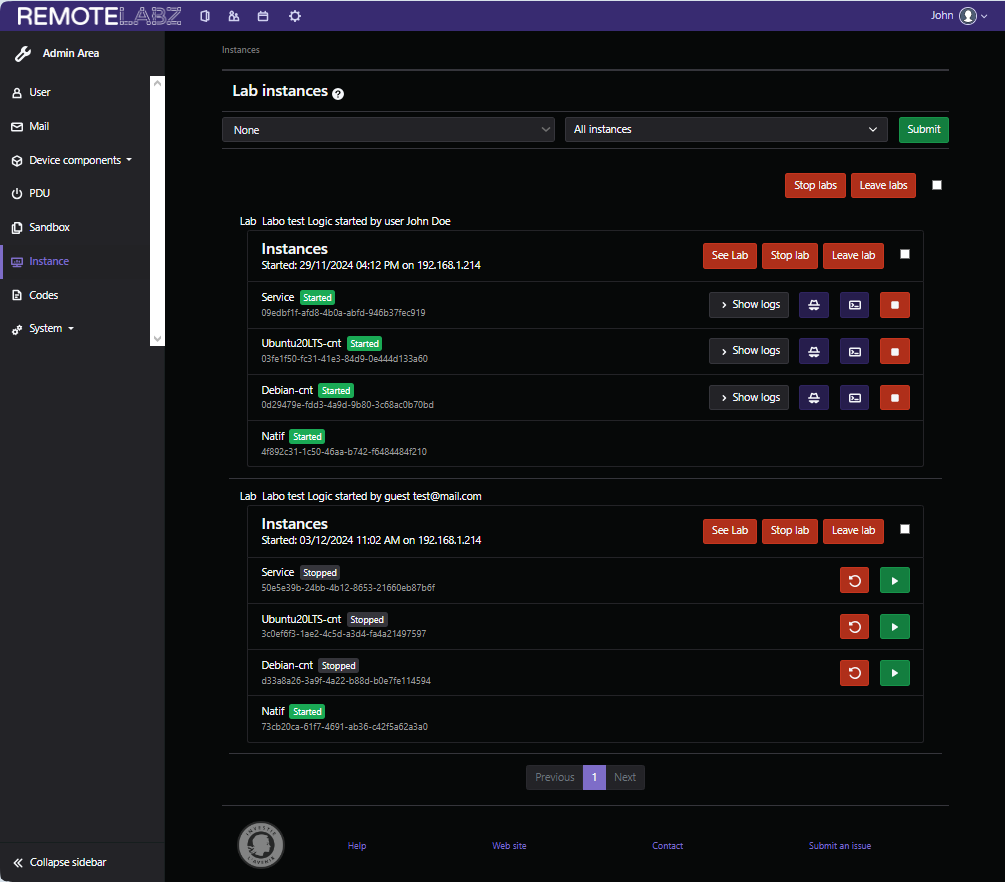 REMOTELABZ
John
Admin Area
User
Mail
Device components
PDU
Sandbox
Instance
Codes
System
Collapse sidebar
Instances
Lab instances ?
None
All instances
Submit
Stop labs Leave labs
Lab Labo test Logic started by user John Doe
Instances
Started: 29/11/2024 04:12 PM on 192.168.1.214
See Lab Stop lab Leave lab
Service Started
09edbf1f-afd8-4b0a-abfd-946b37fec919
Show logs
Ubuntu20LTS-cnt Started
03fe1f50-fc31-41e3-84d9-0e444d133a60
Show logs
Debian-cnt Started
0d29479e-fdd3-4a9d-9b80-3c68ac0b70bd
Show logs
Natif Started
4f892c31-1c50-46aa-b742-f6484484f210
Lab Labo test Logic started by guest test@mail.com
Instances
Started: 03/12/2024 11:02 AM on 192.168.1.214
See Lab Stop lab Leave lab
Service Stopped
50e5e39b-24bb-4b12-8653-21660eb87b6f
Ubuntu20LTS-cnt Stopped
3c0ef6f3-1ae2-4c5d-a3d4-fa4a21497597
Debian-cnt Stopped
d33a8a26-3a9f-4a22-b88d-b0e7fe114594
Natif Started
73cb20ca-61f7-4691-ab36-c42f5a62a3a0
Previous 1 Next
INVESTIR
L'AVENIR
Help
Web site
Contact
Submit an issue